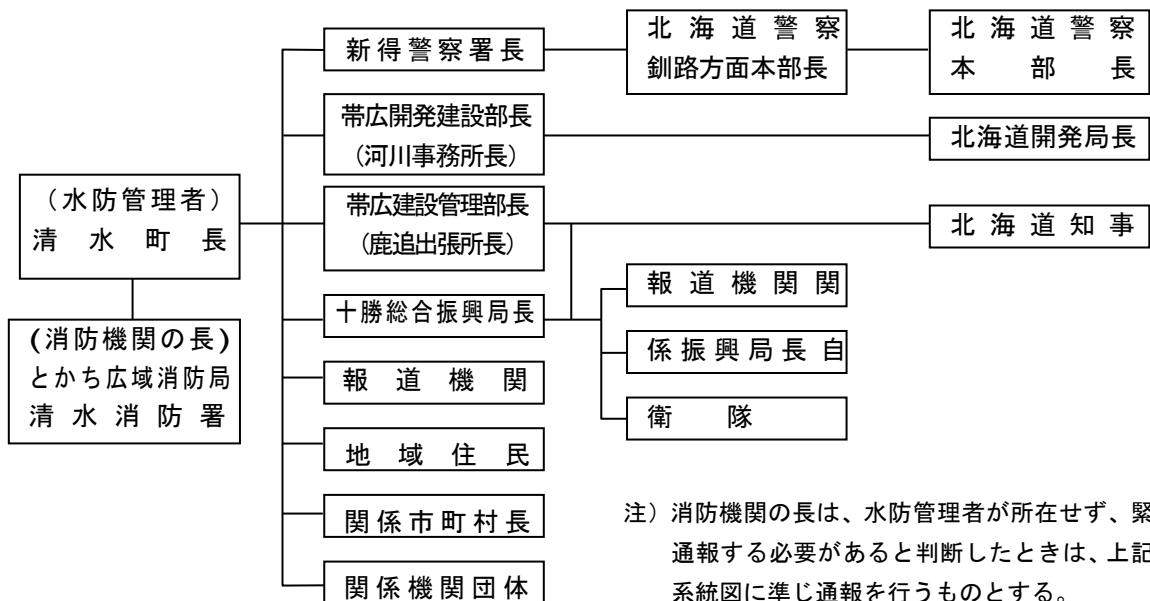 新得警察署長
北海道警察
釧路方面本部長
北海道警察
本部長
帯広開発建設部長
（河川事務所長）
北海道開発局長
（水防管理者）
清水町長
帯広建設管理部長
（鹿追出張所長）
北海道知事
（消防機関の長）
とかち広域消防局
清水消防署
十勝総合振興局長
報道機関関
係振興局長自
衛隊
報道機関
地域住民
関係市町村長
関係機関団体
注）消防機関の長は、水防管理者が所在せず、緊
通報する必要があると判断したときは、上記
系統図に準じ通報を行うものとする。